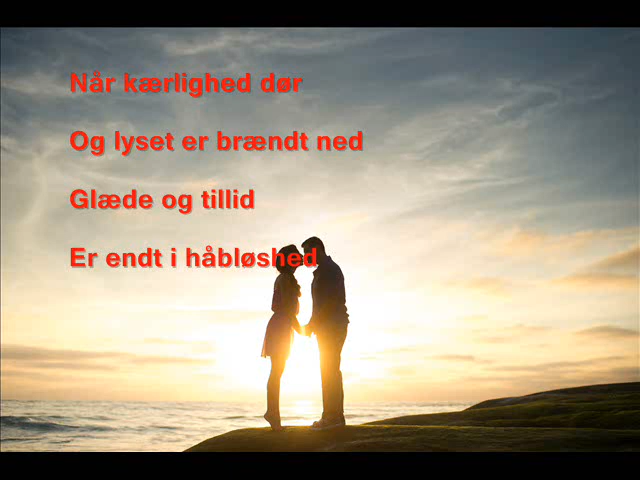 Når kærlighed dør
Og lyset er brændt ned
Glæde og tillid
Er endt i håbløshed